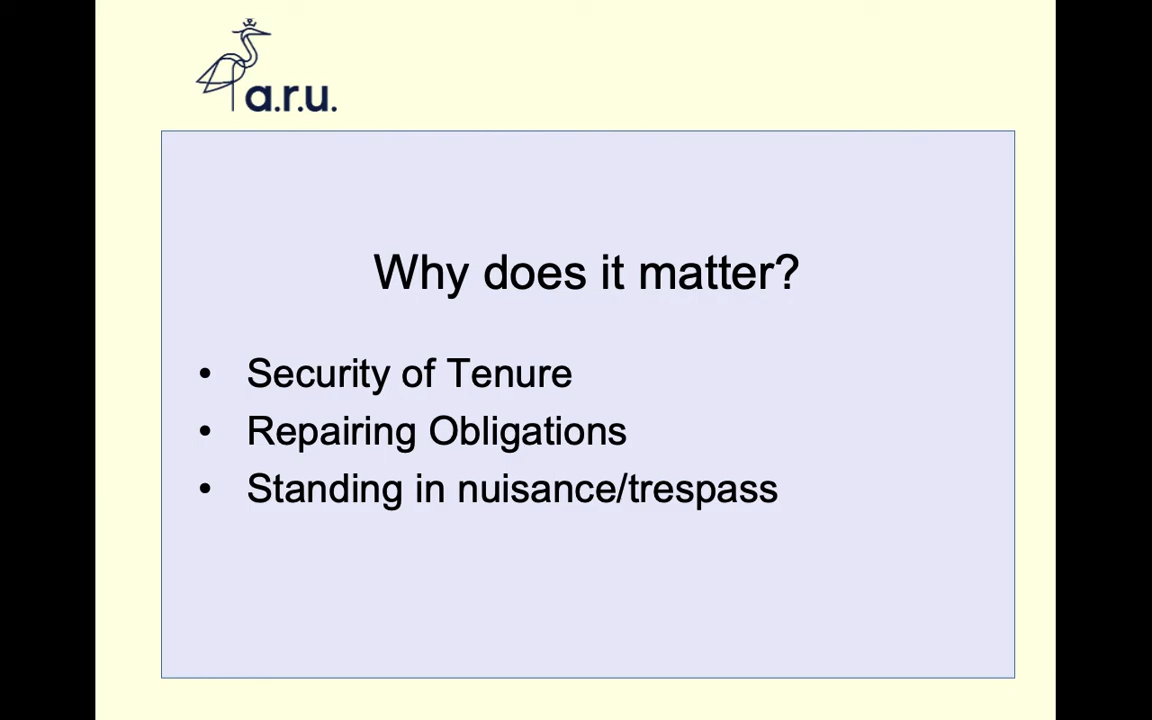 a.r.u.
Why does it matter?
• Security of Tenure
• Repairing Obligations
• Standing in nuisance/trespass